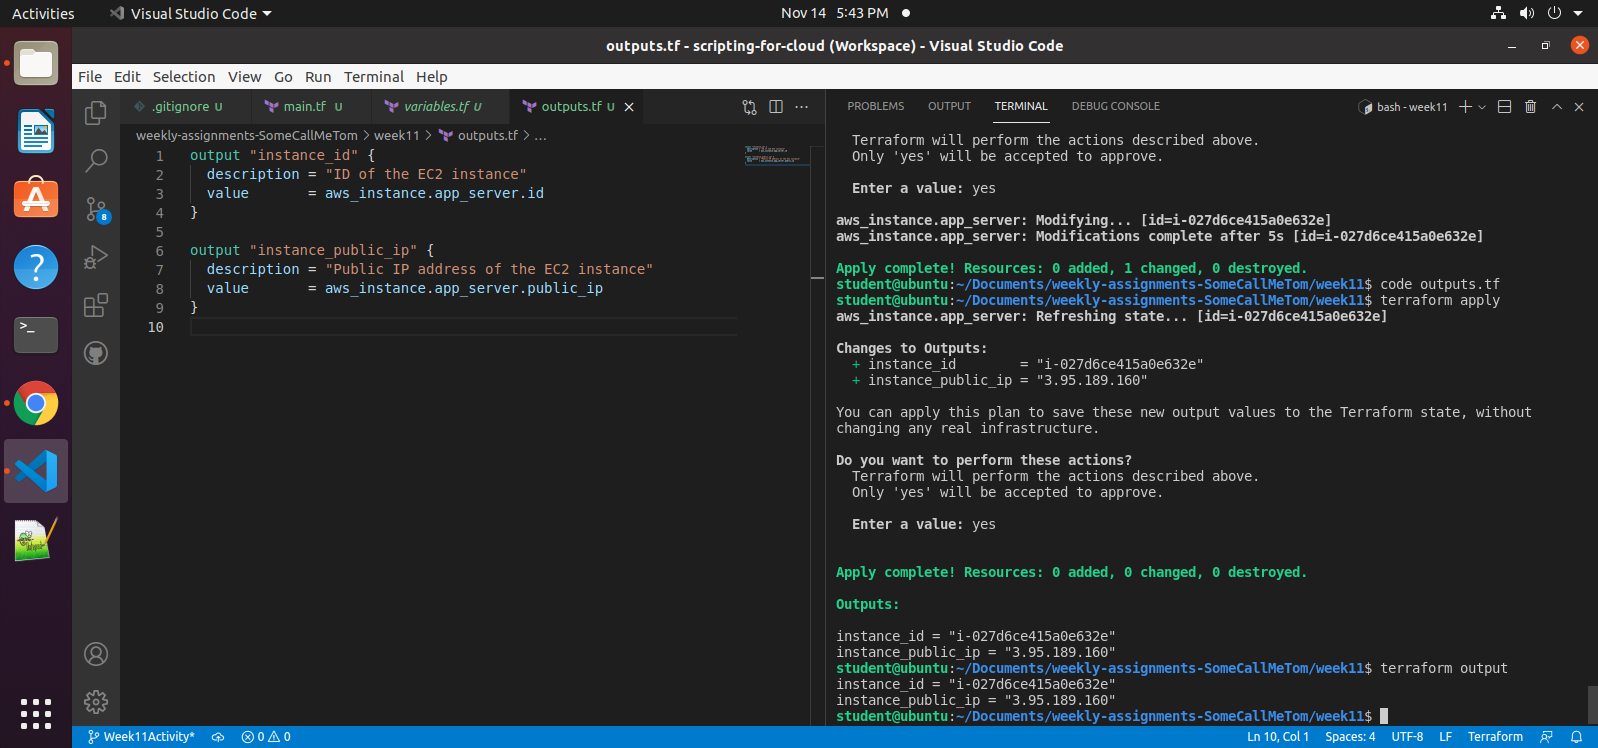 Activities
Visual Studio Code
Nov 14 5:43 PM
outputs.tf - scripting-for-cloud (Workspace) - Visual Studio Code
File Edit Selection View Go Run Terminal Help
.gitignore U
main.tf U
variables.tf U
outputs.tf U
weekly-assignments-SomeCallMeTom > week11 > outputs.tf > ...
1 output "instance_id" {
2 description = "ID of the EC2 instance"
3 value = aws_instance.app_server.id
4 }
5
6 output "instance_public_ip" {
7 description = "Public IP address of the EC2 instance"
8 value = aws_instance.app_server.public_ip
9 }
10
8
PROBLEMS OUTPUT TERMINAL DEBUG CONSOLE
bash - week11
Terraform will perform the actions described above.
Only 'yes' will be accepted to approve.
Enter a value: yes
aws_instance.app_server: Modifying... [id=i-027d6ce415a0e632e]
aws_instance.app_server: Modifications complete after 5s [id=i-027d6ce415a0e632e]
Apply complete! Resources: 0 added, 1 changed, 0 destroyed.
student@ubuntu:~/Documents/weekly-assignments-SomeCallMeTom/week11$ code outputs.tf
student@ubuntu:~/Documents/weekly-assignments-SomeCallMeTom/week11$ terraform apply
aws_instance.app_server: Refreshing state... [id=i-027d6ce415a0e632e]
Changes to Outputs:
+ instance_id = "i-027d6ce415a0e632e"
+ instance_public_ip = "3.95.189.160"
You can apply this plan to save these new output values to the Terraform state, without
changing any real infrastructure.
Do you want to perform these actions?
Terraform will perform the actions described above.
Only 'yes' will be accepted to approve.
Enter a value: yes
Apply complete! Resources: 0 added, 0 changed, 0 destroyed.
Outputs:
instance_id = "i-027d6ce415a0e632e"
instance_public_ip = "3.95.189.160"
student@ubuntu:~/Documents/weekly-assignments-SomeCallMeTom/week11$ terraform output
instance_id = "i-027d6ce415a0e632e"
instance_public_ip = "3.95.189.160"
student@ubuntu:~/Documents/weekly-assignments-SomeCallMeTom/week11$
Week11Activity* 0 0
Ln 10, Col 1 Spaces: 4 UTF-8 LF Terraform